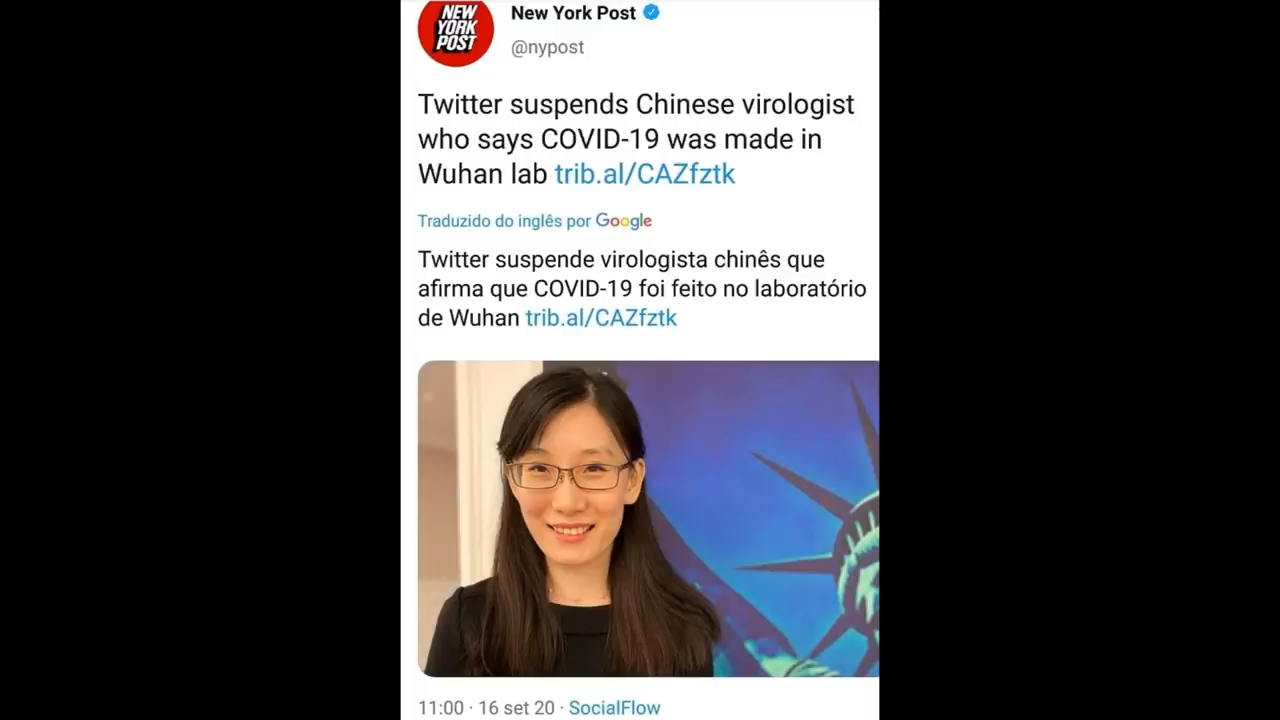 NEW
YORK
POST
New York Post
@nypost
Twitter suspends Chinese virologist
who says COVID-19 was made in
Wuhan lab trib.al/CAZfztk
Traduzido do inglês por Google
Twitter suspende virologista chinês que
afirma que COVID-19 foi feito no laboratório
de Wuhan trib.al/CAZfztk
11:00 · 16 set 20 · SocialFlow